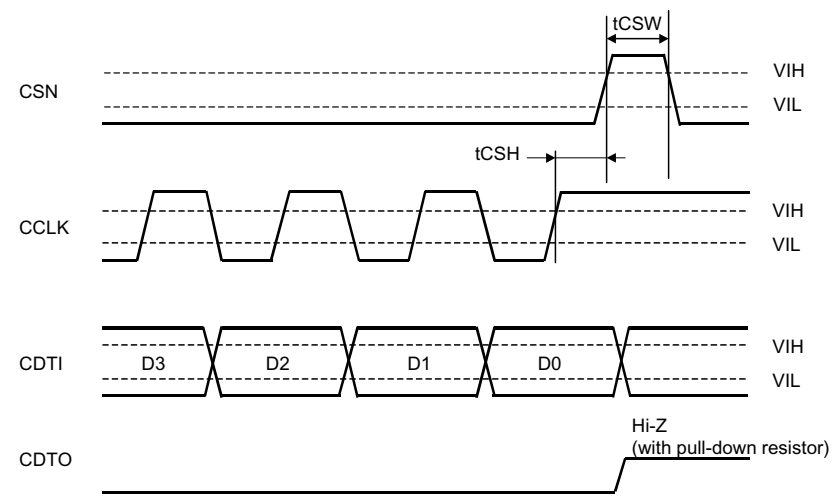 tCSW
CSN
VIH
VIL
tCSH
CCLK
VIH
VIL
CDTI
D3
D2
D1
D0
VIH
VIL
CDTO
Hi-Z
(with pull-down resistor)